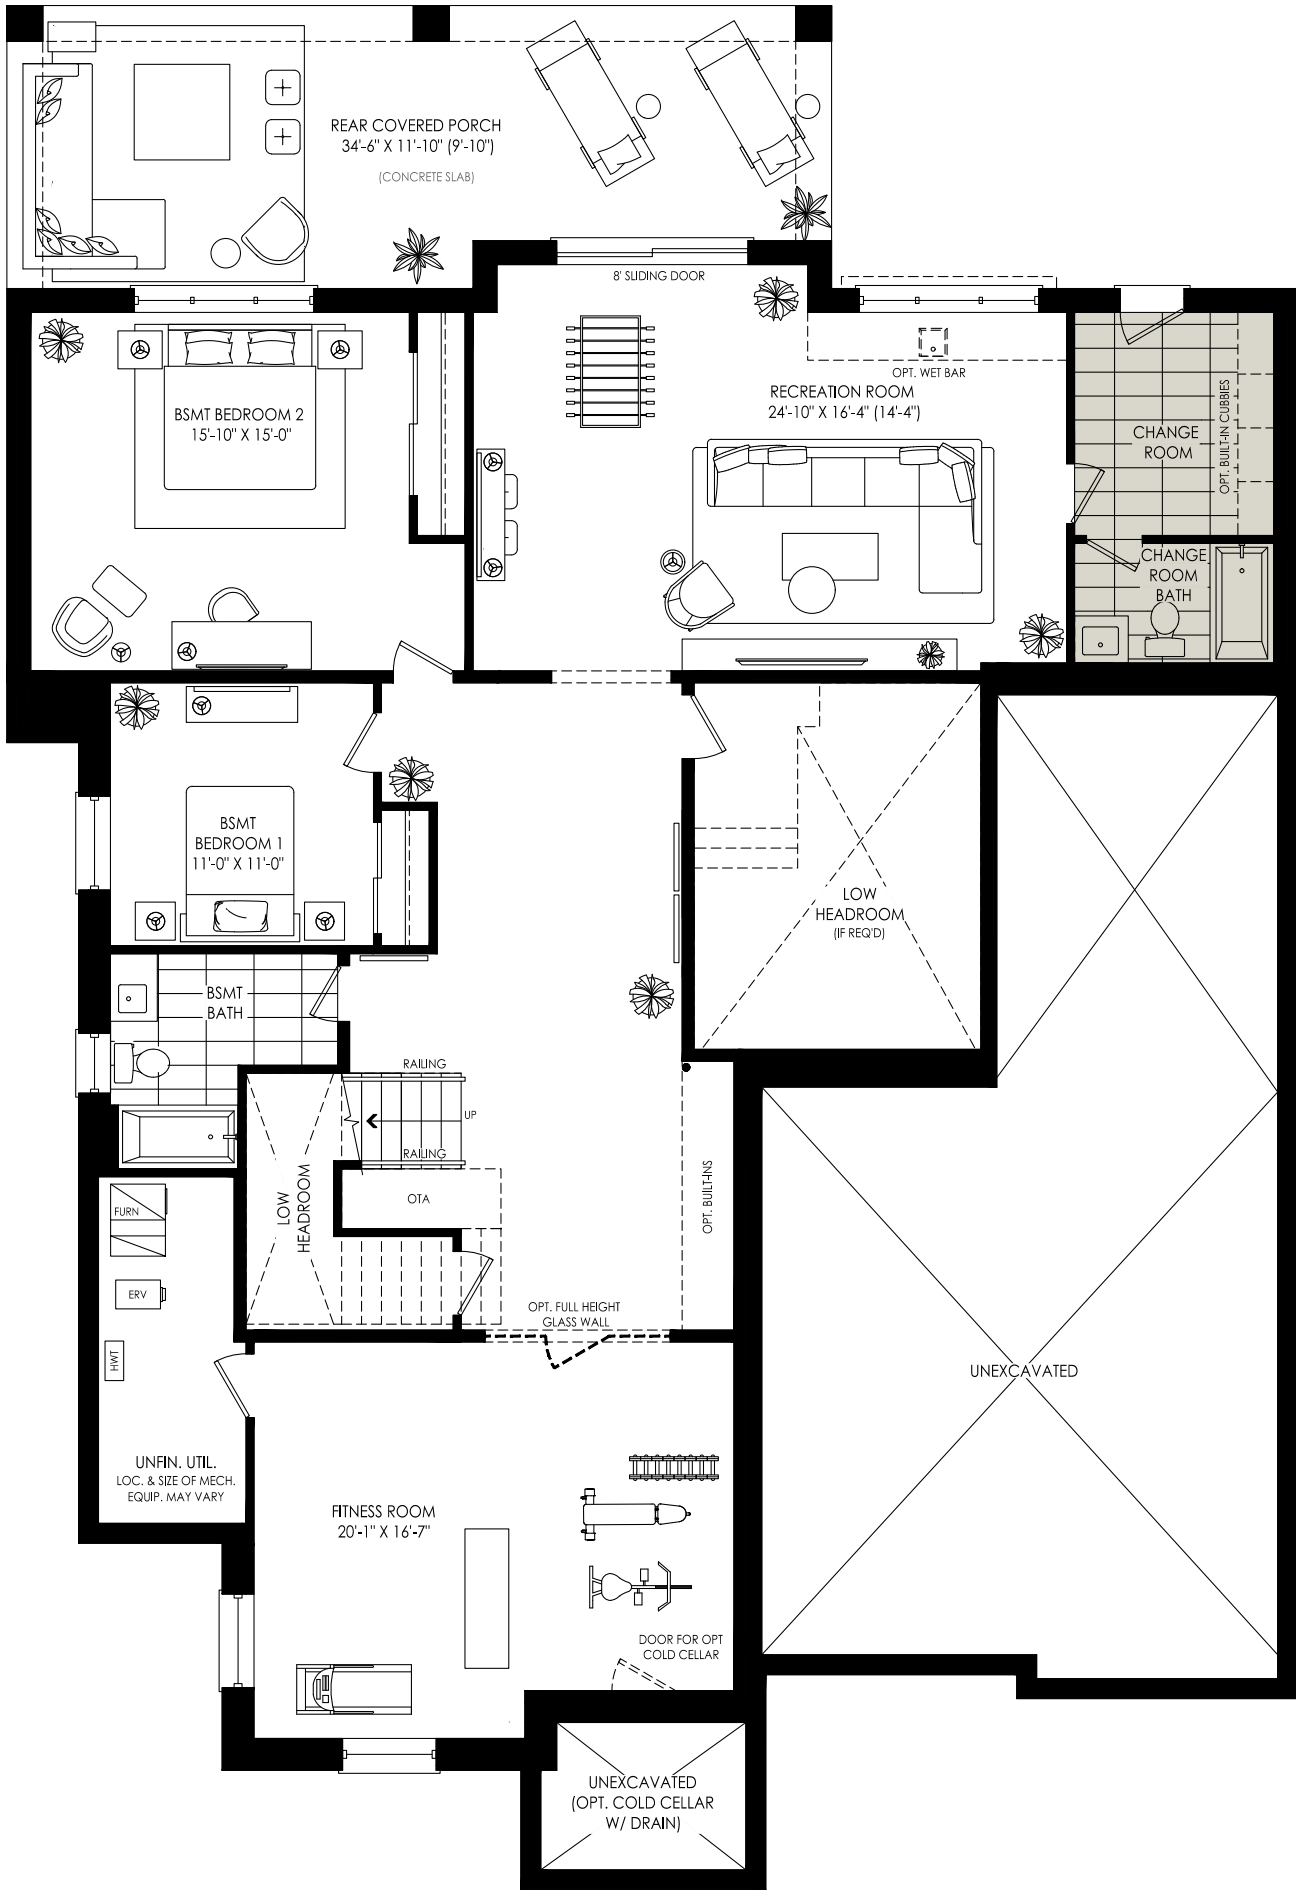 REAR COVERED PORCH
34'-6" X 11'-10" (9'-10")
(CONCRETE SLAB)
8' SLIDING DOOR
OPT. WET BAR
RECREATION ROOM
24'-10" X 16'-4" (14'-4")
BSMT BEDROOM 2
15'-10" X 15'-0"
CHANGE
ROOM
OPT. BUILT-IN CUBBIES
CHANGE
ROOM
BATH
BSMT
BEDROOM 1
11'-0" X 11'-0"
LOW
HEADROOM
(IF REQ'D)
BSMT
BATH
RAILING
UP
RAILING
OTA
LOW
HEADROOM
OPT. BUILT-INS
FURN
ERV
HWT
OPT. FULL HEIGHT
GLASS WALL
UNEXCAVATED
UNFIN. UTIL.
LOC. & SIZE OF MECH.
EQUIP. MAY VARY
FITNESS ROOM
20'-1" X 16'-7"
DOOR FOR OPT
COLD CELLAR
UNEXCAVATED
(OPT. COLD CELLAR
W/ DRAIN)